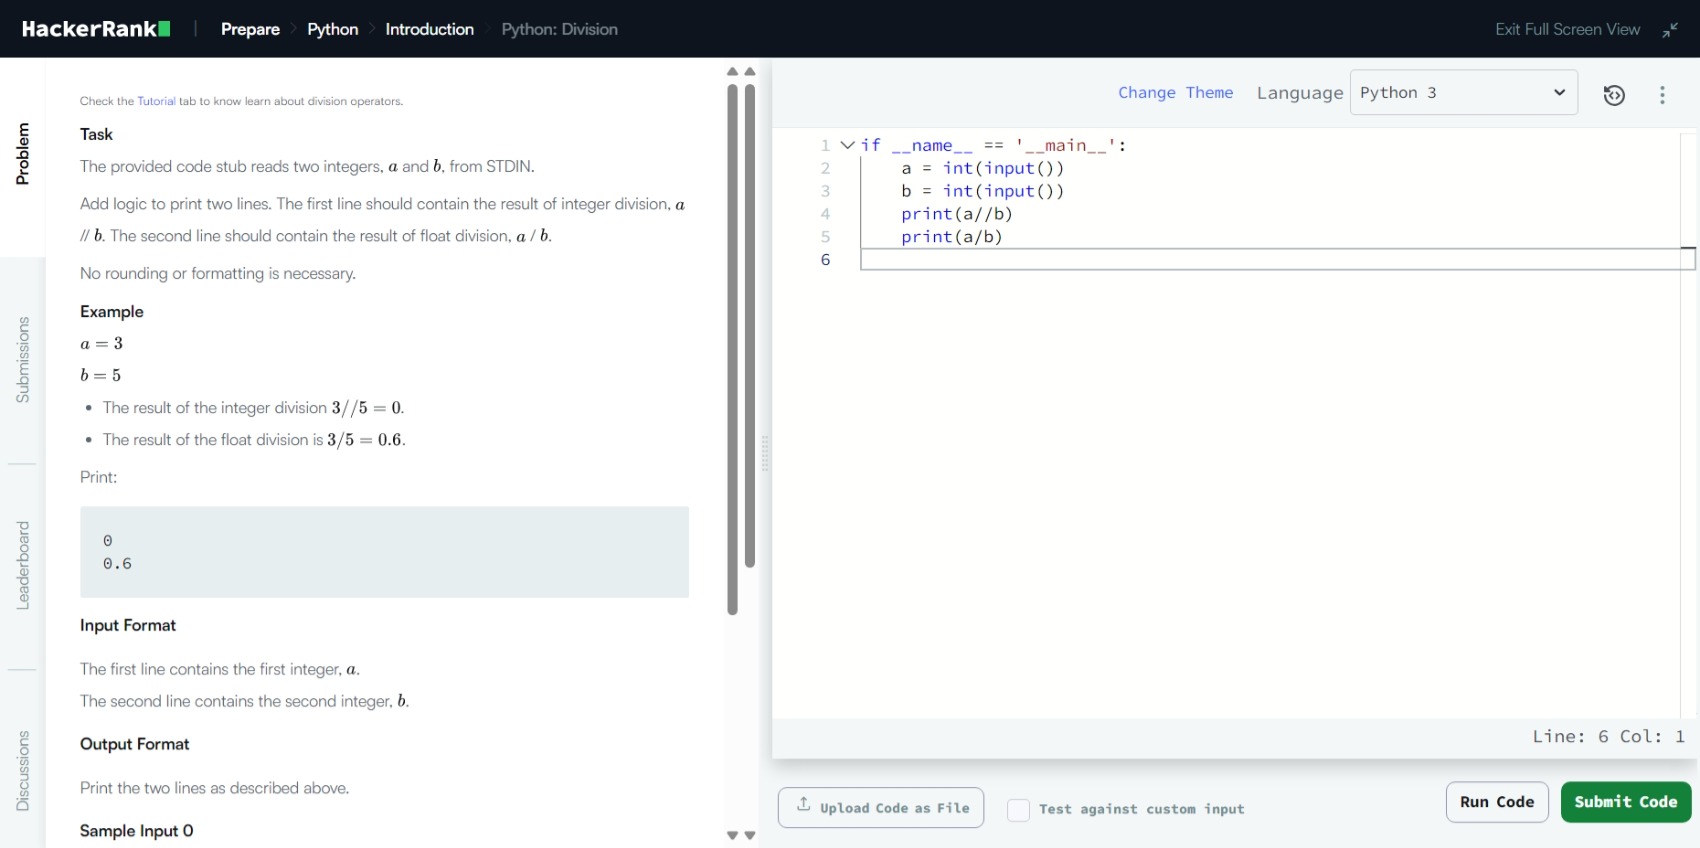 HackerRank
Prepare > Python > Introduction > Python: Division
Exit Full Screen View
Problem
Submissions
Leaderboard
Discussions
Check the Tutorial tab to know learn about division operators.
Task
The provided code stub reads two integers, a and b, from STDIN.
Add logic to print two lines. The first line should contain the result of integer division, a
// b. The second line should contain the result of float division, a / b.
No rounding or formatting is necessary.
Example
a = 3
b = 5
• The result of the integer division 3//5 = 0.
• The result of the float division is 3/5 = 0.6.
Print:
0
0.6
Input Format
The first line contains the first integer, a.
The second line contains the second integer, b.
Output Format
Print the two lines as described above.
Sample Input 0
Change Theme Language Python 3
1 if __name__ == '__main__':
2     a = int(input())
3     b = int(input())
4     print(a//b)
5     print(a/b)
6
Line: 6 Col: 1
Upload Code as File
Test against custom input
Run Code
Submit Code